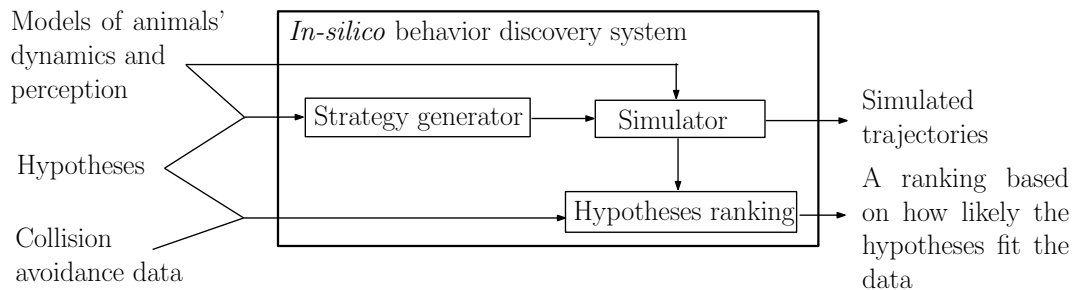 Models of animals'
dynamics and
perception
Hypotheses
Collision
avoidance data
In-silico behavior discovery system
Strategy generator
Simulator
Hypotheses ranking
Simulated
trajectories
A ranking based
on how likely the
hypotheses fit the
data